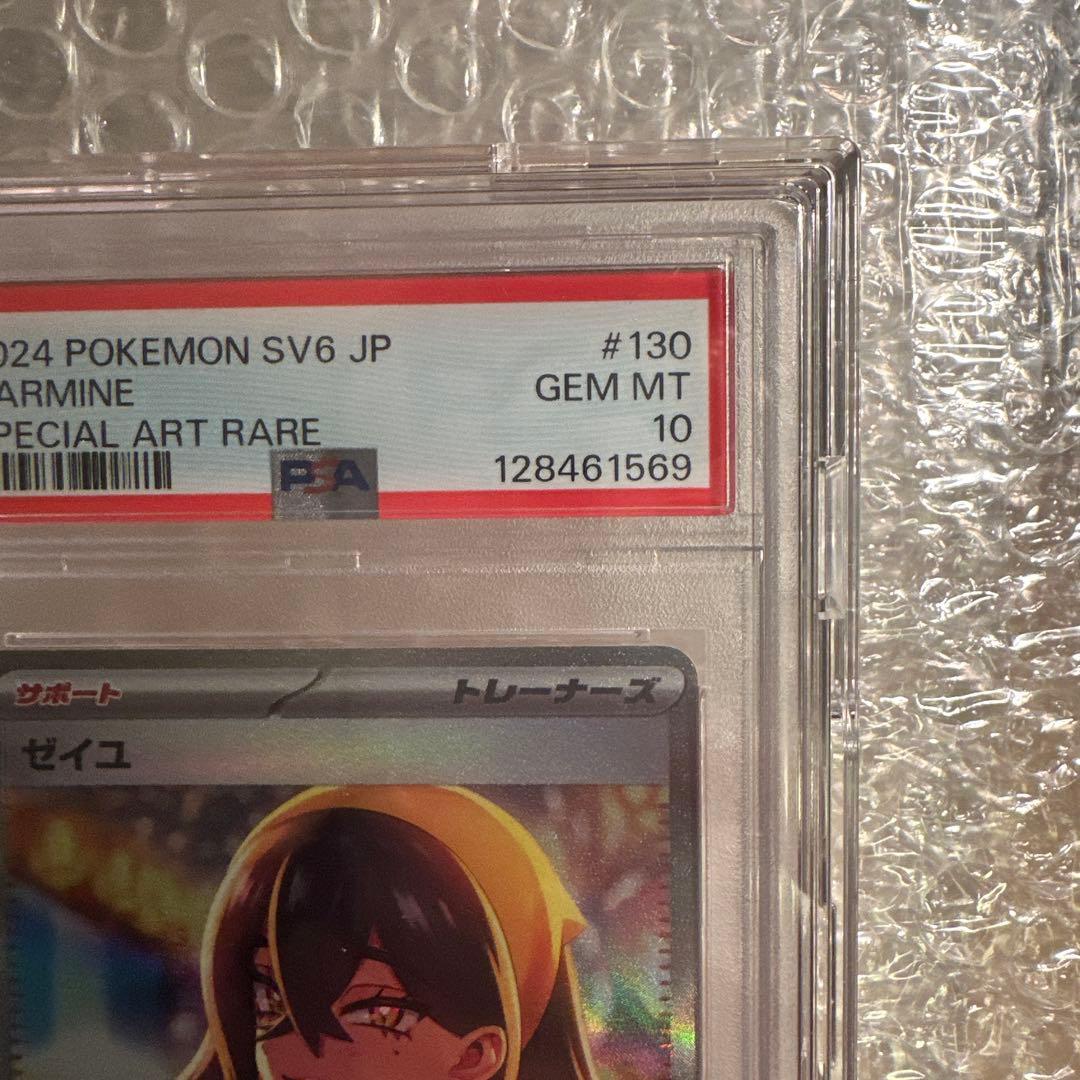 024 POKEMON SV6 JP #130
ARMINE GEM MT
PECIAL ART RARE 10
PSA 128461569
サポート トレーナーズ
ゼイユ